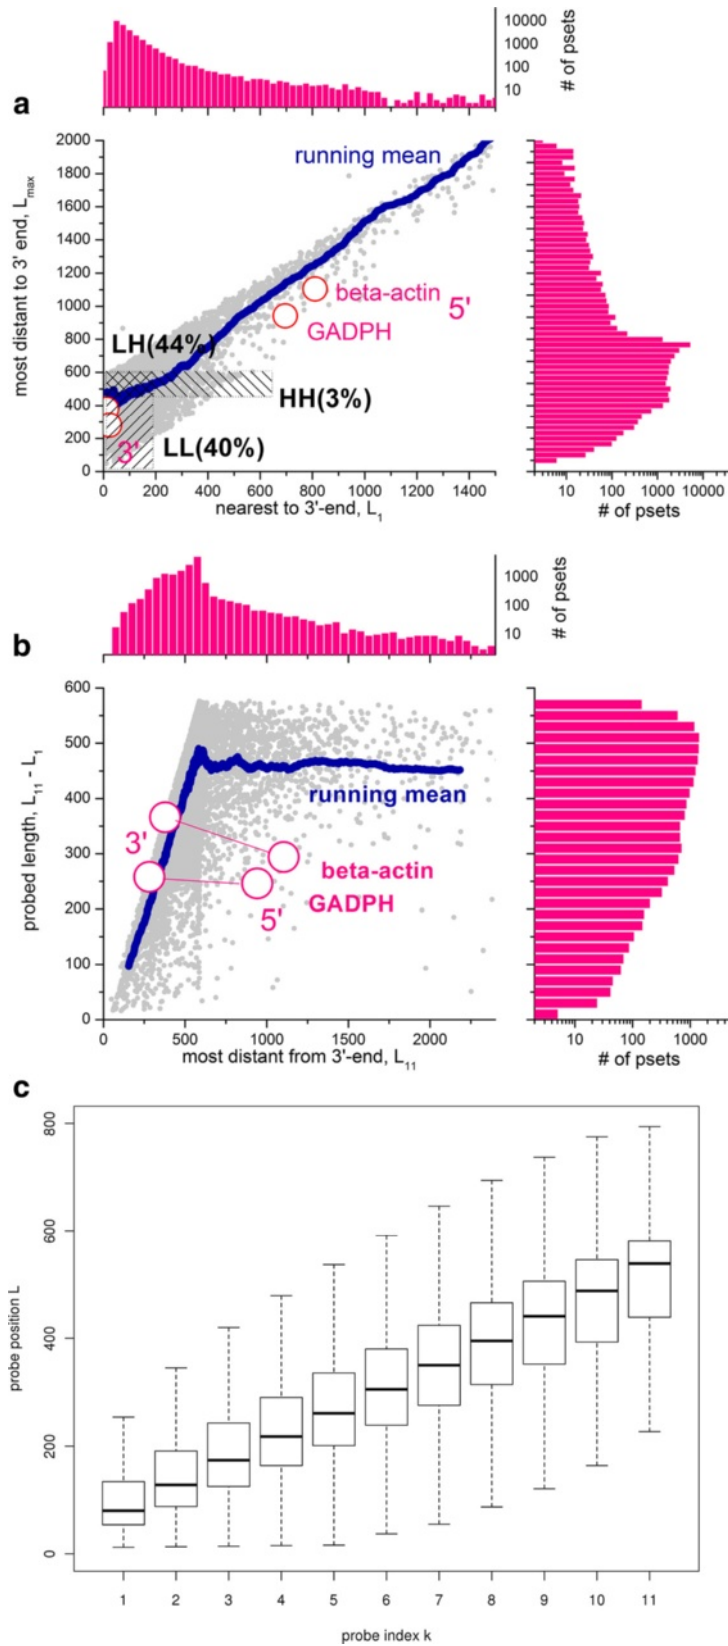 10000
1000
100
10
# of psets
a
2000
1800
1600
1400
1200
1000
800
600
400
200
0
most distant to 3' end, Lmax
running mean
beta-actin
5'
GADPH
LH(44%)
HH(3%)
3'
LL(40%)
0 200 400 600 800 1000 1200 1400
nearest to 3'-end, L1
10 100 1000 10000
# of psets
1000
100
10
# of psets
b
600
500
400
300
200
100
0
probed length, L11 - L1
running mean
3'
beta-actin
GADPH
5'
0 500 1000 1500 2000
most distant from 3'-end, L11
10 100 1000
# of psets
c
800
600
400
200
0
probe position L
1 2 3 4 5 6 7 8 9 10 11
probe index k